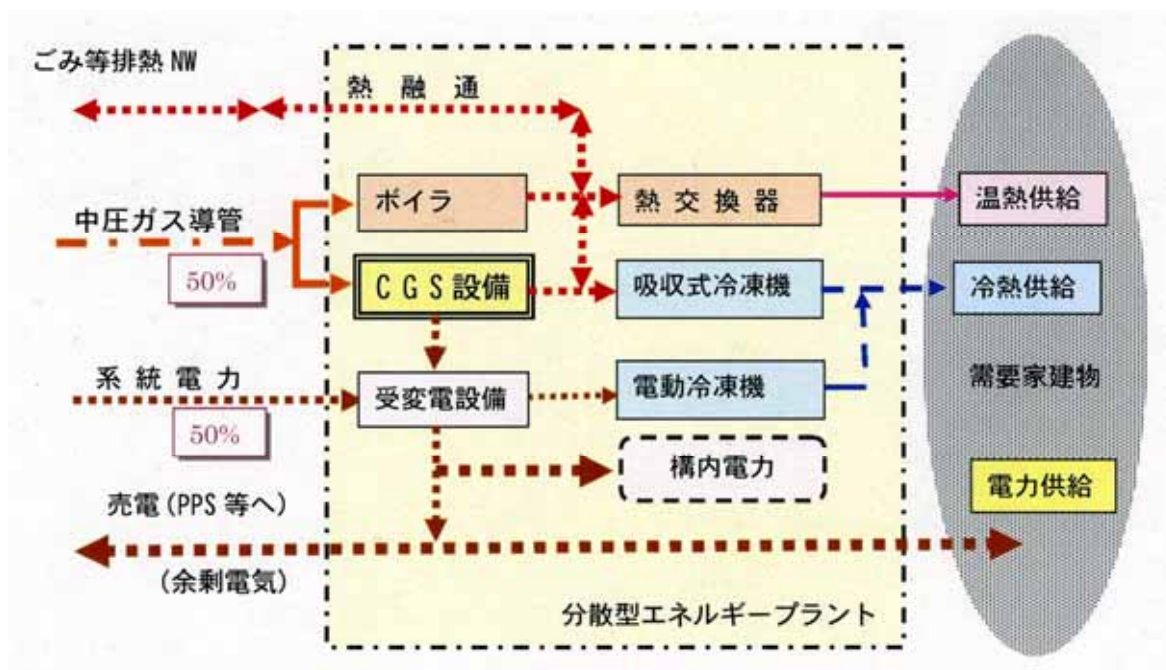 ごみ等排熱 NW
熱 融 通
ボイラ
熱 交 換 器
温熱供給
中圧ガス導管
50%
CGS設備
吸収式冷凍機
冷熱供給
系 統 電 力
50%
受変電設備
電動冷凍機
需要家建物
構内電力
電力供給
売電(PPS 等へ)
(余剰電気)
分散型エネルギープラント